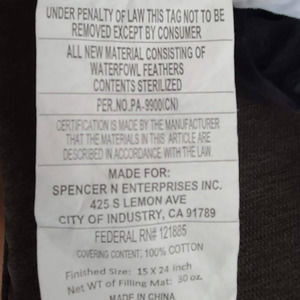 UNDER PENALTY OF LAW THIS TAG NOT TO BE
REMOVED EXCEPT BY CONSUMER
ALL NEW MATERIAL CONSISTING OF
WATERFOWL FEATHERS
CONTENTS STERILIZED
PER.NO.PA-9900(CN)
CERTIFICATION IS MADE BY THE MANUFACTURER
THAT THE MATERIALS IN THIS ARTICLE ARE
DESCRIBED IN ACCORDANCE WITH THE LAW.
MADE FOR:
SPENCER N ENTERPRISES INC.
425 S LEMON AVE
CITY OF INDUSTRY, CA 91789
FEDERAL RN# 121885
COVERING CONTENT: 100% COTTON
Finished Size: 15 X 24 inch
Net WT of Filling Mat: 30 oz.
MADE IN CHINA